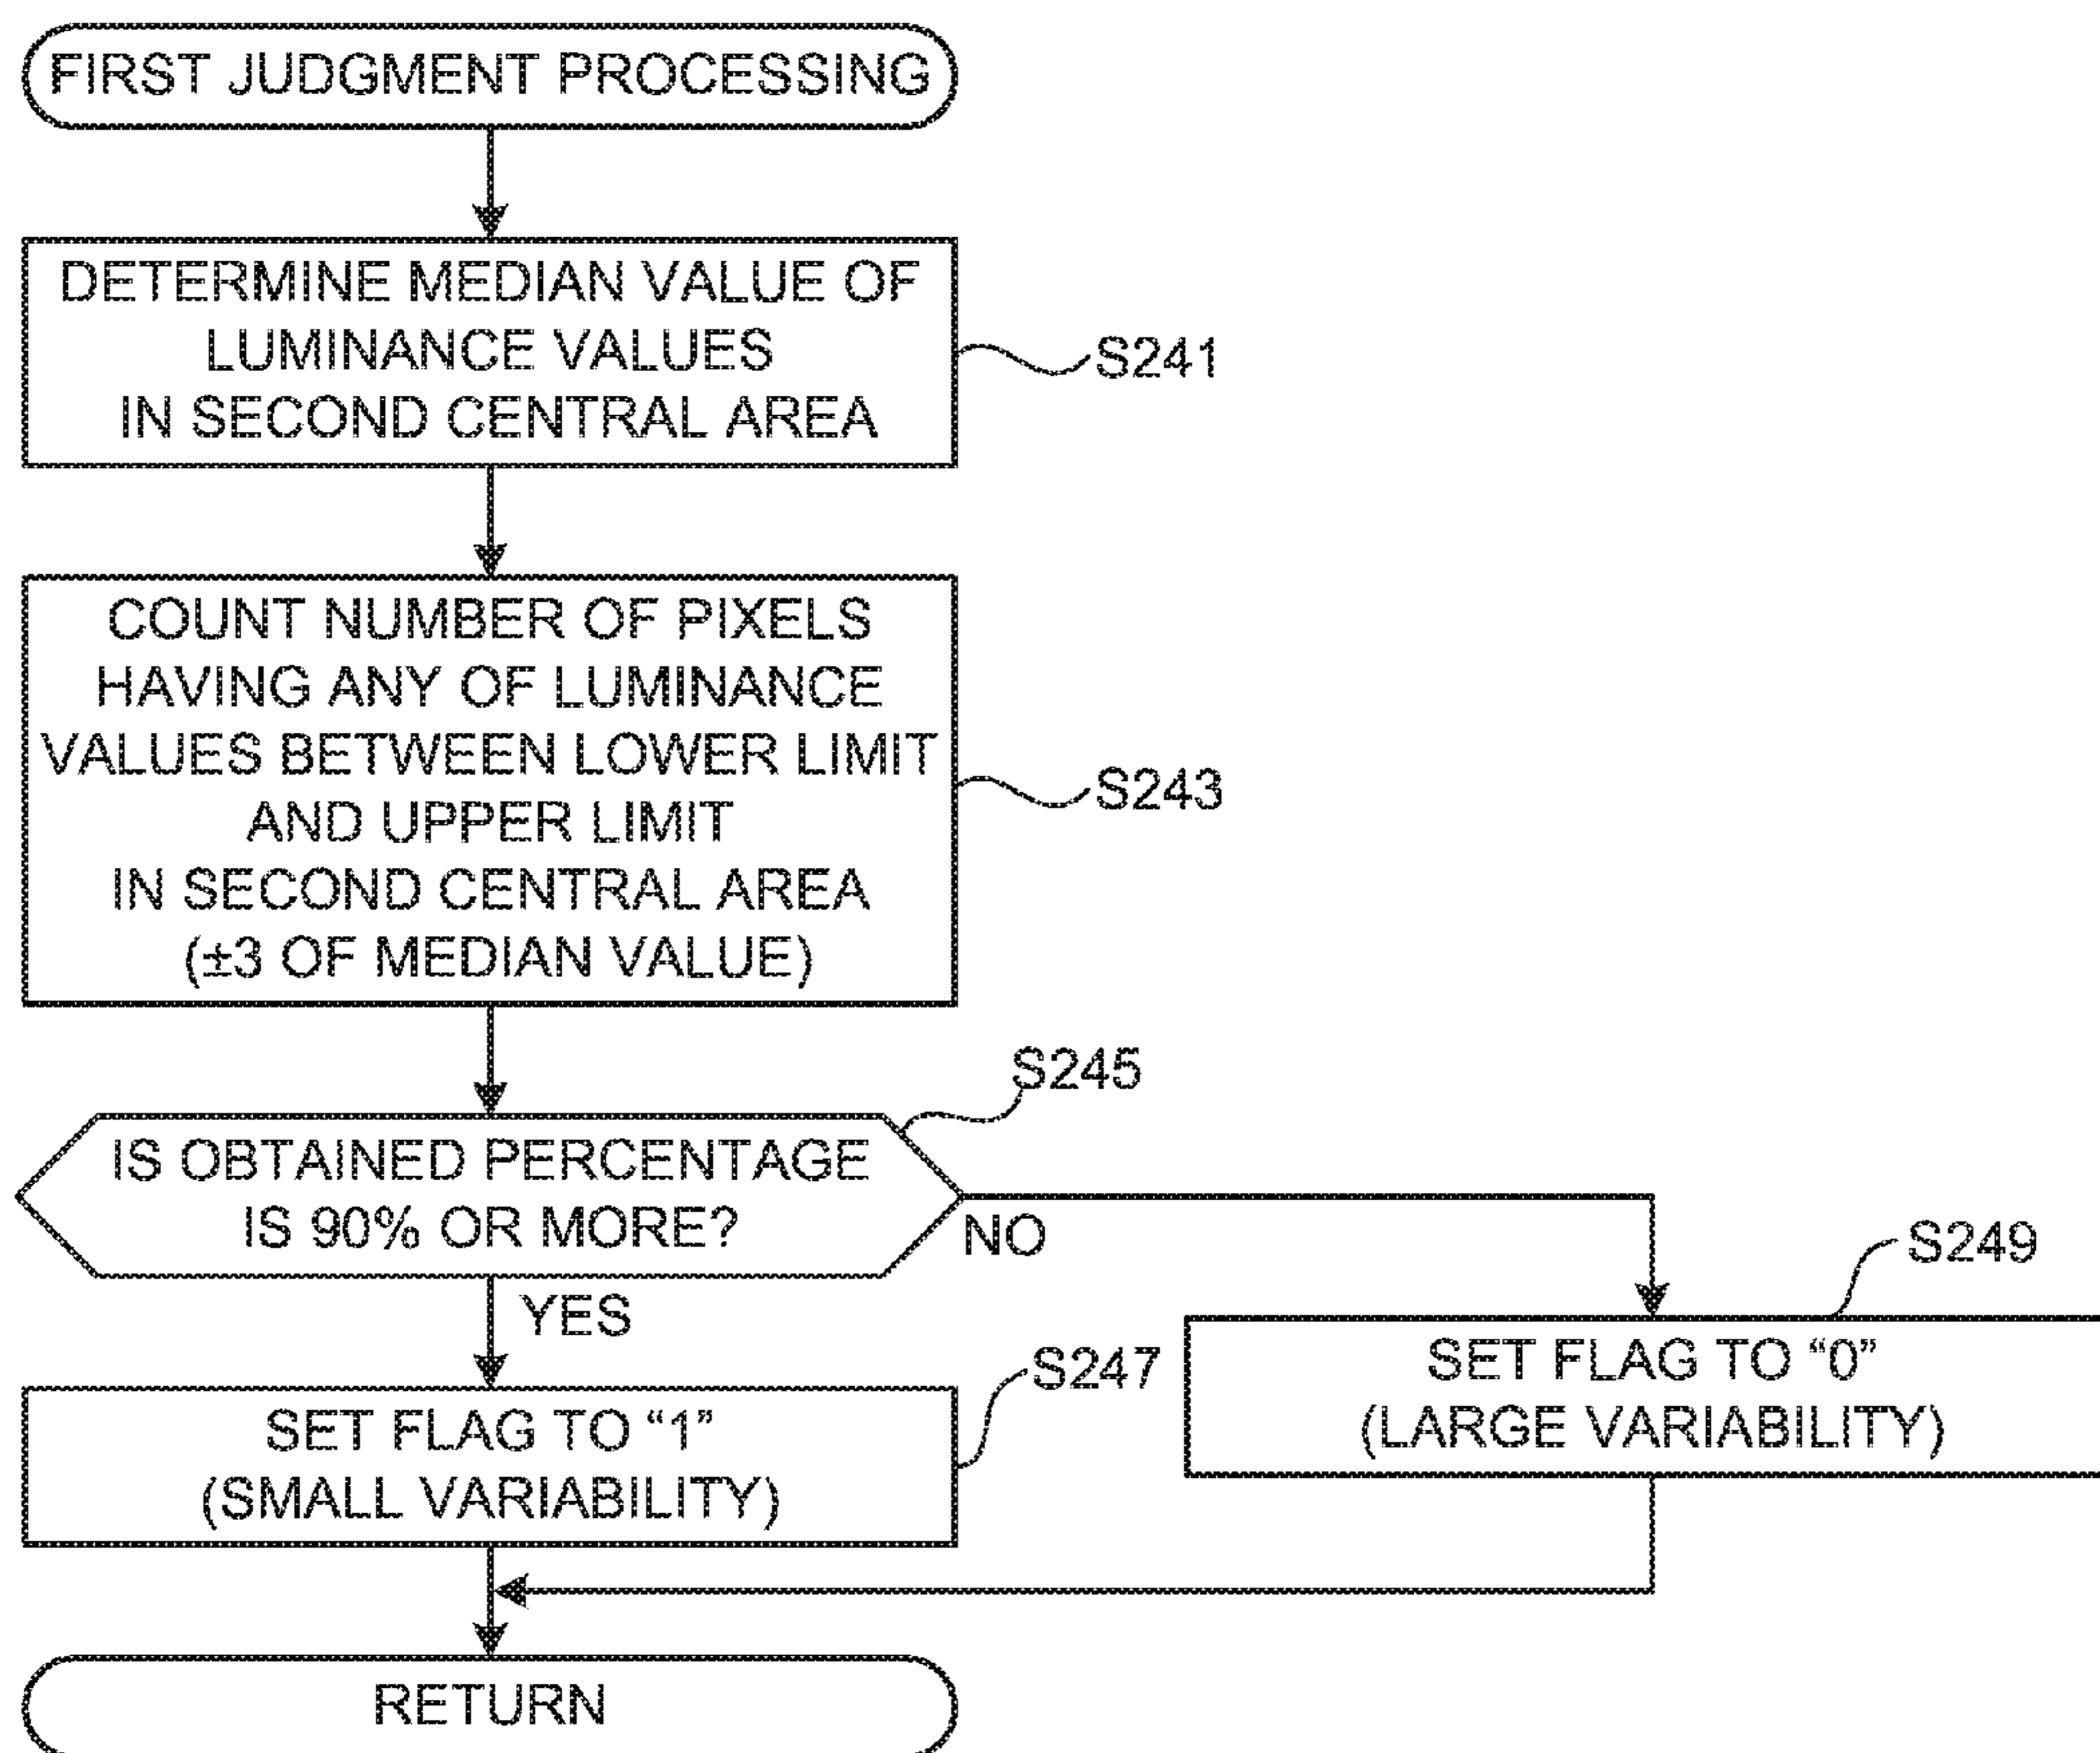 FIRST JUDGMENT PROCESSING
DETERMINE MEDIAN VALUE OF
LUMINANCE VALUES
IN SECOND CENTRAL AREA
S241
COUNT NUMBER OF PIXELS
HAVING ANY OF LUMINANCE
VALUES BETWEEN LOWER LIMIT
AND UPPER LIMIT
IN SECOND CENTRAL AREA
(±3 OF MEDIAN VALUE)
S243
S245
IS OBTAINED PERCENTAGE
IS 90% OR MORE?
NO
YES
S249
SET FLAG TO “0”
(LARGE VARIABILITY)
S247
SET FLAG TO “1”
(SMALL VARIABILITY)
RETURN